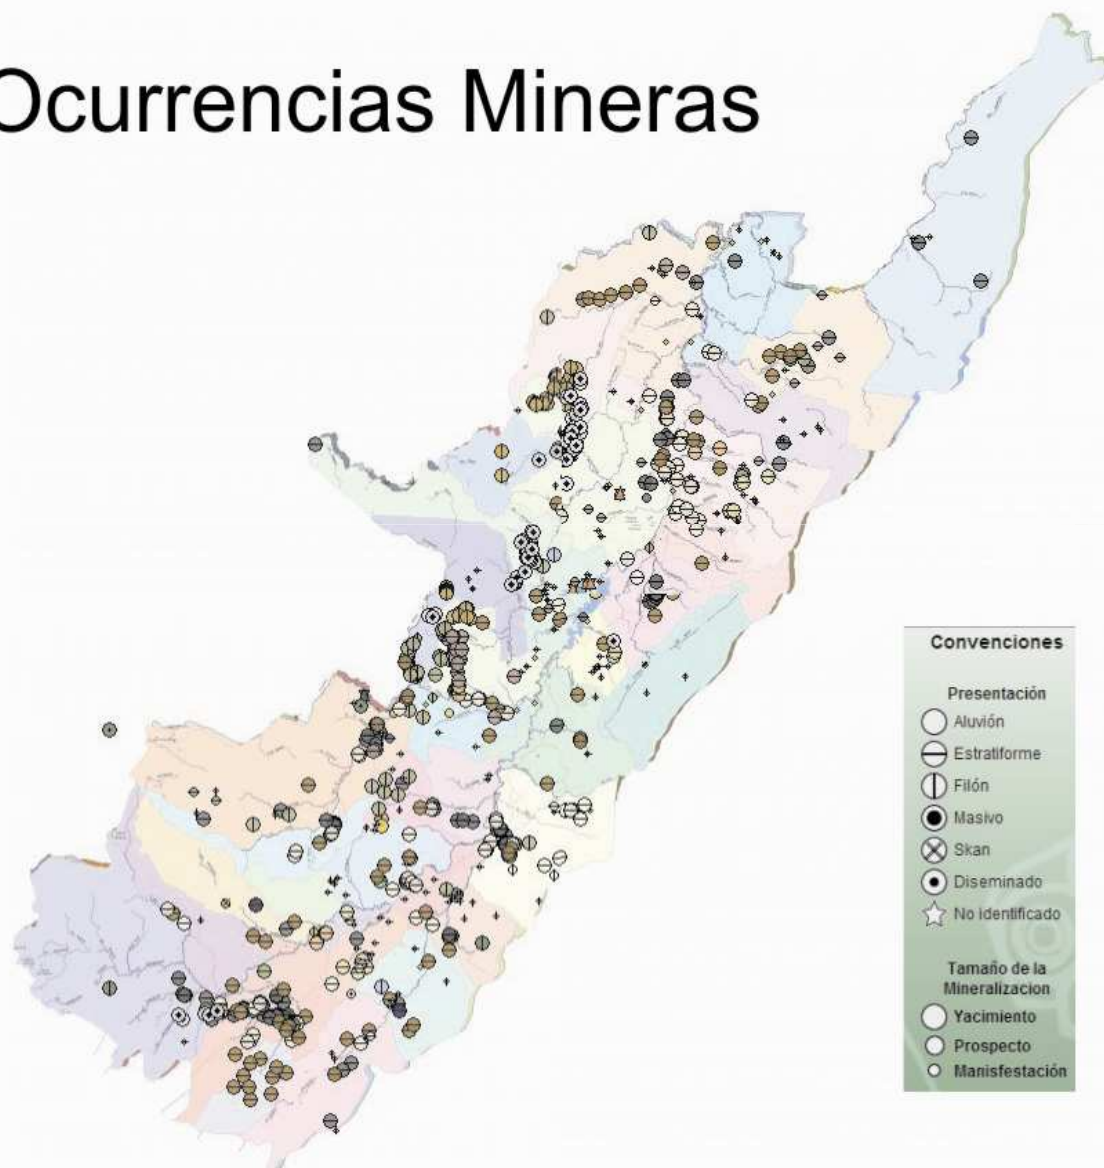 Ocurrencias Mineras
Convenciones
Presentación
Aluvión
Estratiforme
Filón
Masivo
Skan
Diseminado
No identificado
Tamaño de la
Mineralizacion
Yacimiento
Prospecto
Manisfestación